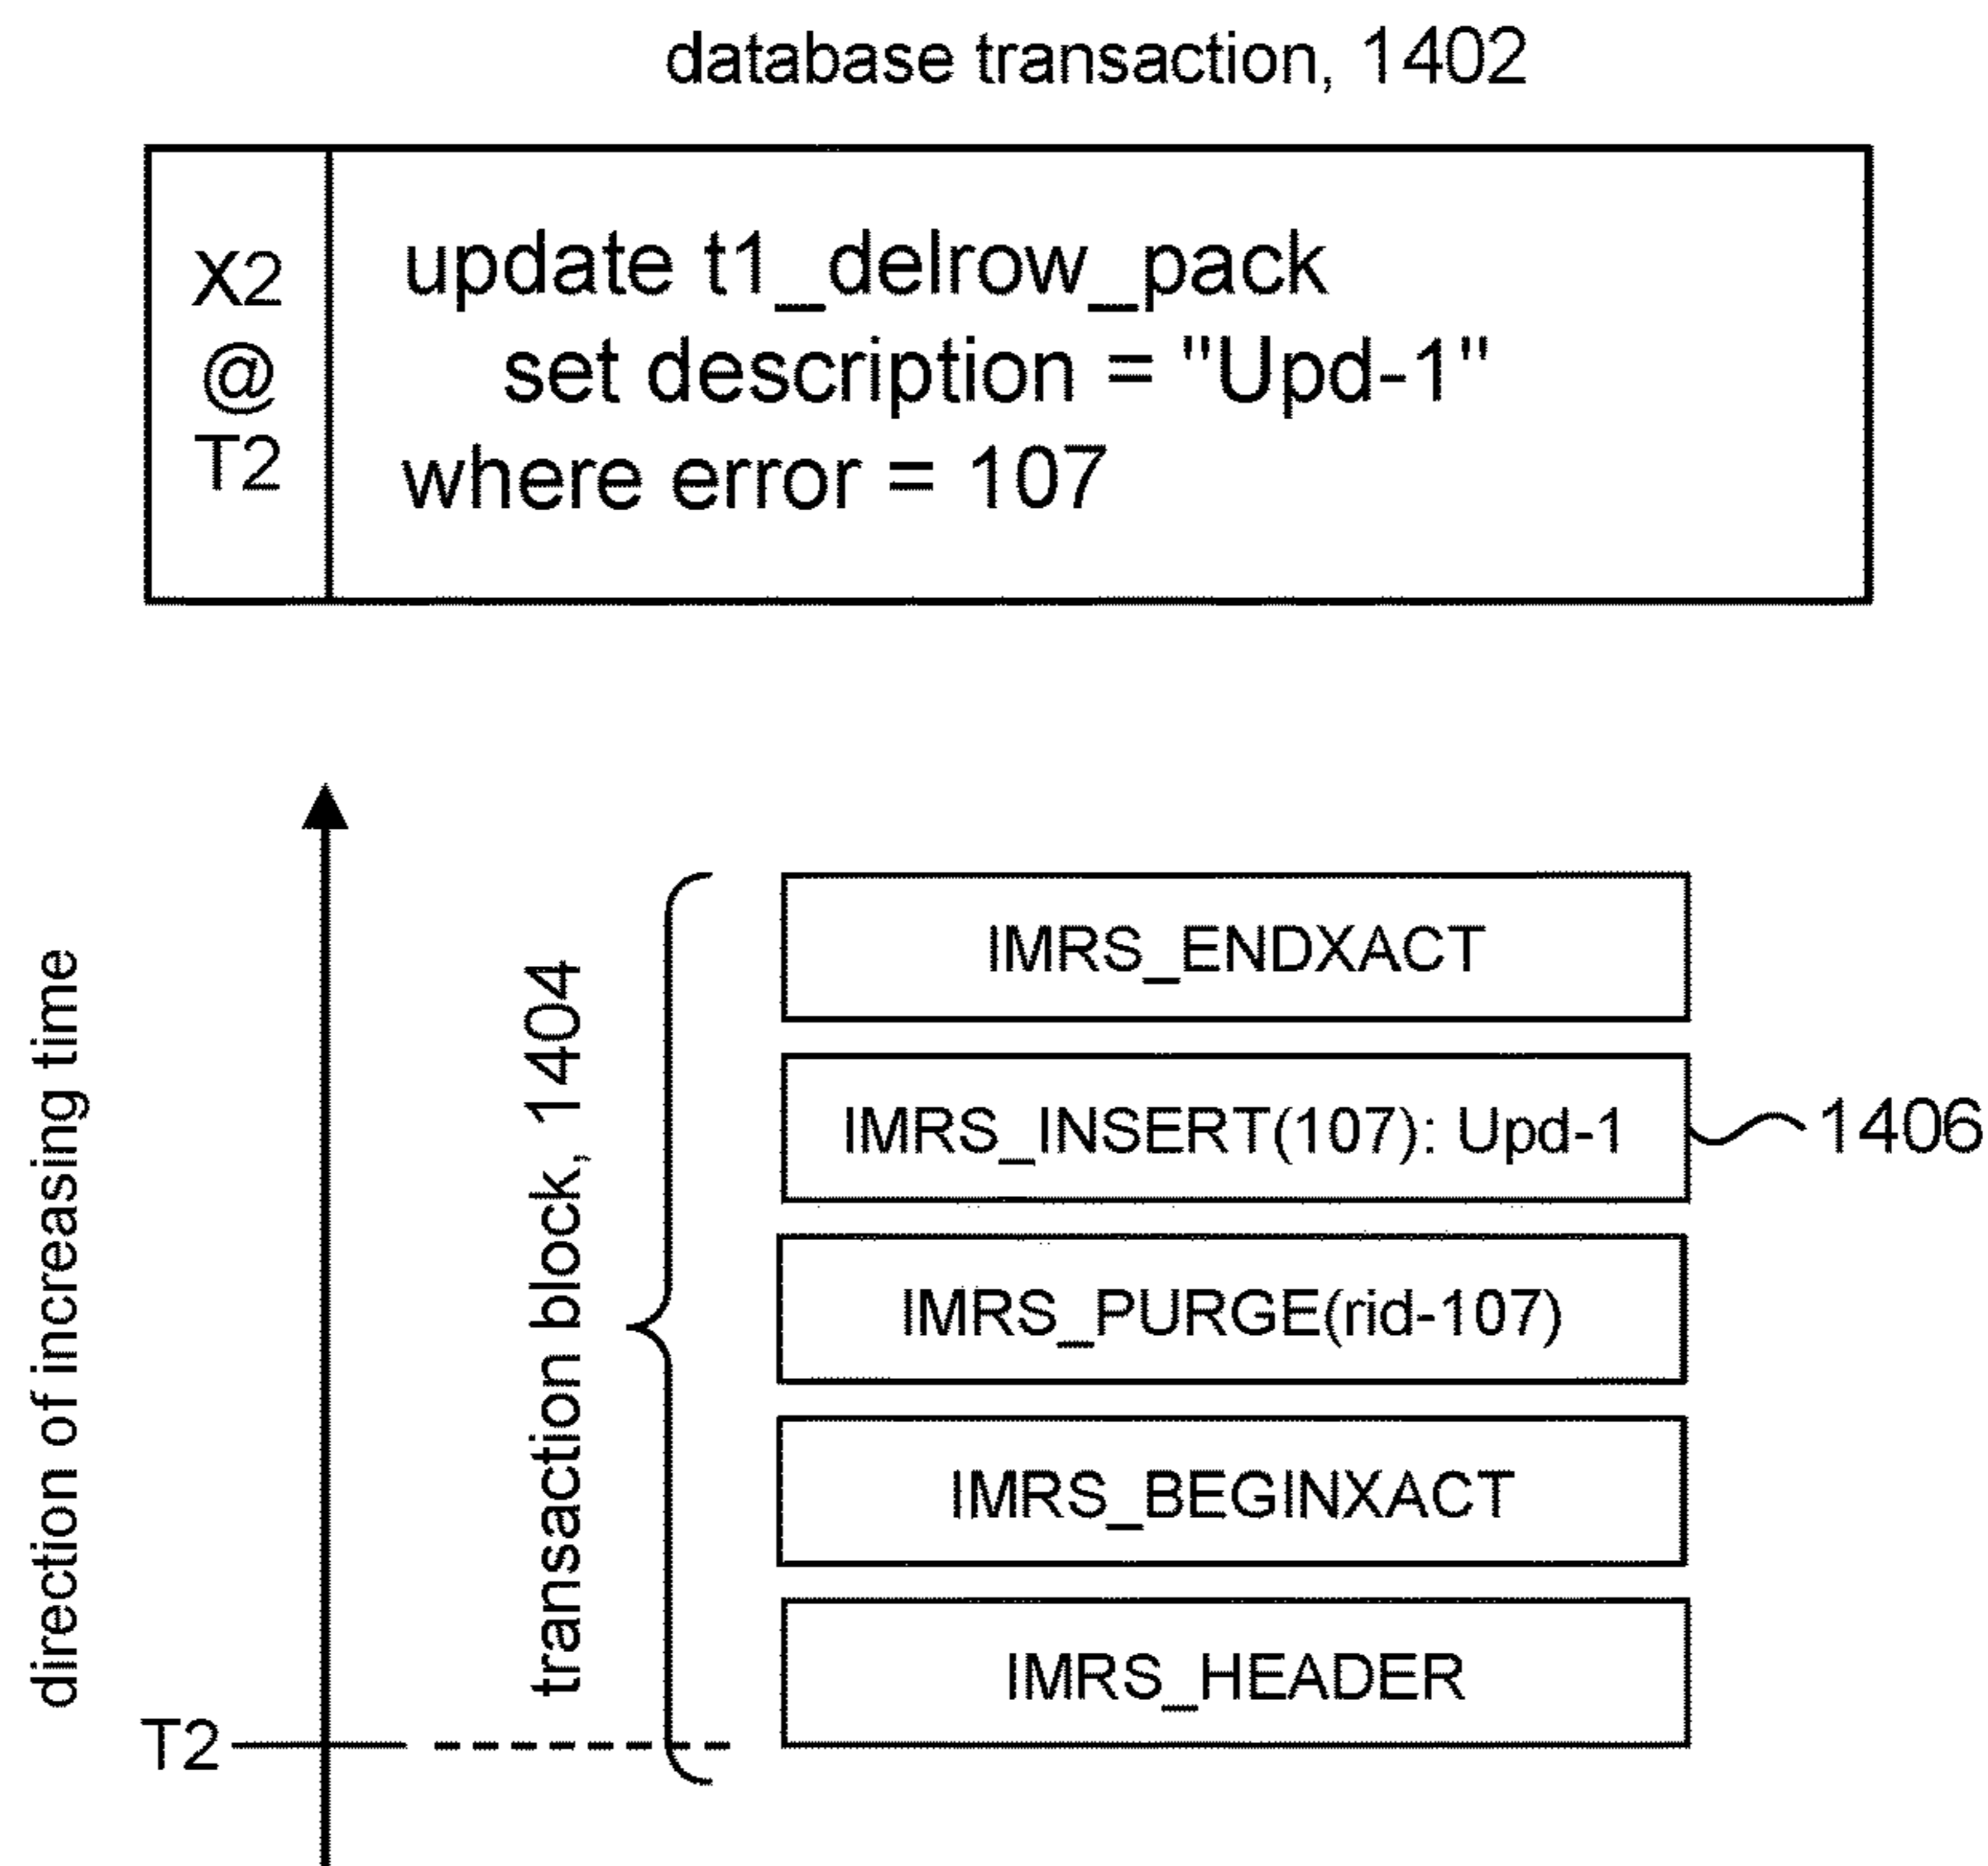 database transaction, 1402
X2
@
T2
update t1_delrow_pack
set description = "Upd-1"
where error = 107
direction of increasing time
transaction block, 1404
IMRS_ENDXACT
IMRS_INSERT(107): Upd-1
1406
IMRS_PURGE(rid-107)
IMRS_BEGINXACT
IMRS_HEADER
T2